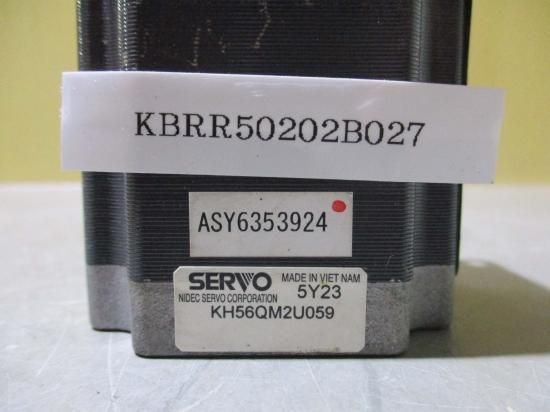 KBRR50202B027
ASY6353924
SERVO MADE IN VIET NAM
NIDEC SERVO CORPORATION 5Y23
KH56QM2U059